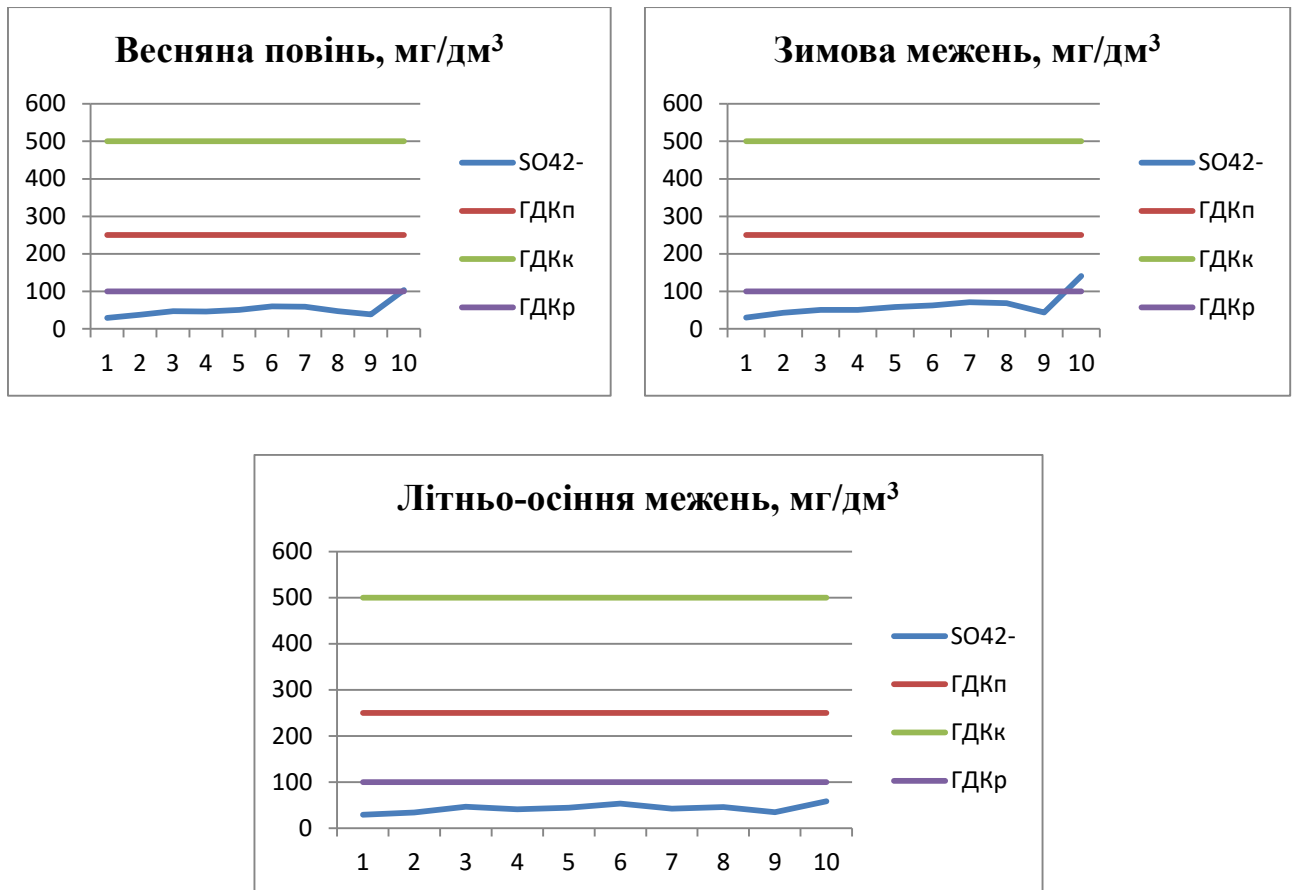 Весняна повінь, мг/дм³
600
500
400
300
200
100
0
1 2 3 4 5 6 7 8 9 10
SO42-
ГДКп
ГДКк
ГДКр
Зимова межень, мг/дм³
600
500
400
300
200
100
0
1 2 3 4 5 6 7 8 9 10
SO42-
ГДКп
ГДКк
ГДКр
Літньо-осіння межень, мг/дм³
600
500
400
300
200
100
0
1 2 3 4 5 6 7 8 9 10
SO42-
ГДКп
ГДКк
ГДКр